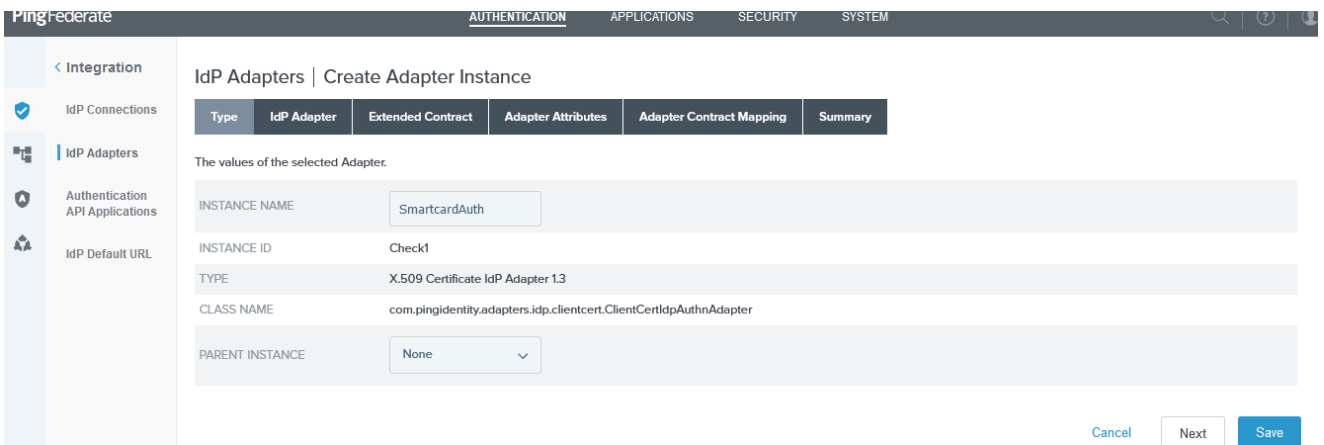 PingFederate AUTHENTICATION APPLICATIONS SECURITY SYSTEM
< Integration
IdP Connections
IdP Adapters
Authentication
API Applications
IdP Default URL
IdP Adapters | Create Adapter Instance
Type IdP Adapter Extended Contract Adapter Attributes Adapter Contract Mapping Summary
The values of the selected Adapter.
INSTANCE NAME SmartcardAuth
INSTANCE ID Check1
TYPE X.509 Certificate IdP Adapter 1.3
CLASS NAME com.pingidentity.adapters.idp.clientcert.ClientCertIdpAuthnAdapter
PARENT INSTANCE None
Cancel Next Save